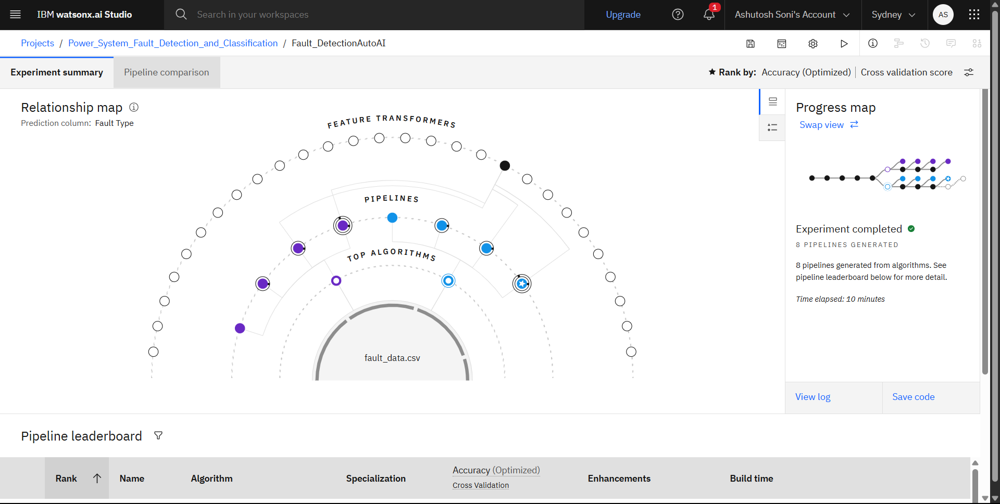 IBM watsonx.ai Studio
Search in your workspaces
Upgrade
1
Ashutosh Soni's Account
Sydney
AS
Projects / Power_System_Fault_Detection_and_Classification / Fault_DetectionAutoAI
Experiment summary
Pipeline comparison
Rank by: Accuracy (Optimized) | Cross validation score
Relationship map
Prediction column: Fault Type
FEATURE TRANSFORMERS
PIPELINES
TOP ALGORITHMS
fault_data.csv
Progress map
Swap view
Experiment completed
8 PIPELINES GENERATED
8 pipelines generated from algorithms. See
pipeline leaderboard below for more detail.
Time elapsed: 10 minutes
View log
Save code
Pipeline leaderboard
Rank
Name
Algorithm
Specialization
Accuracy (Optimized)
Cross Validation
Enhancements
Build time